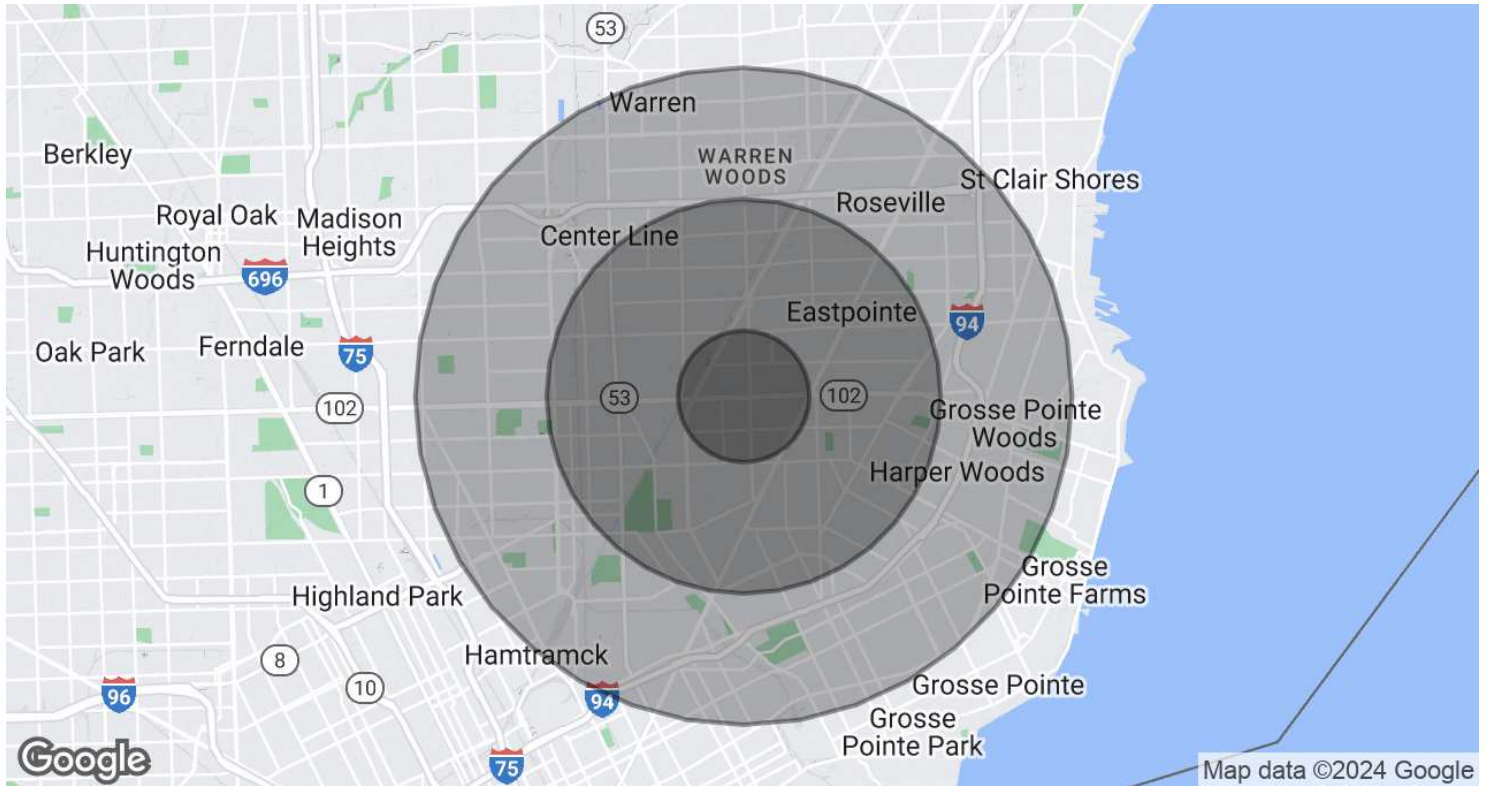 53
Warren
Berkley
WARREN
WOODS
St Clair Shores
Roseville
Royal Oak
Madison
Heights
Center Line
Huntington
Woods
696
Eastpointe
94
Oak Park
Ferndale
75
102
53
102
Grosse Pointe
Woods
Harper Woods
1
Grosse
Pointe Farms
Highland Park
Hamtramck
8
10
96
94
Grosse Pointe
Grosse
Pointe Park
75
Google
Map data ©2024 Google